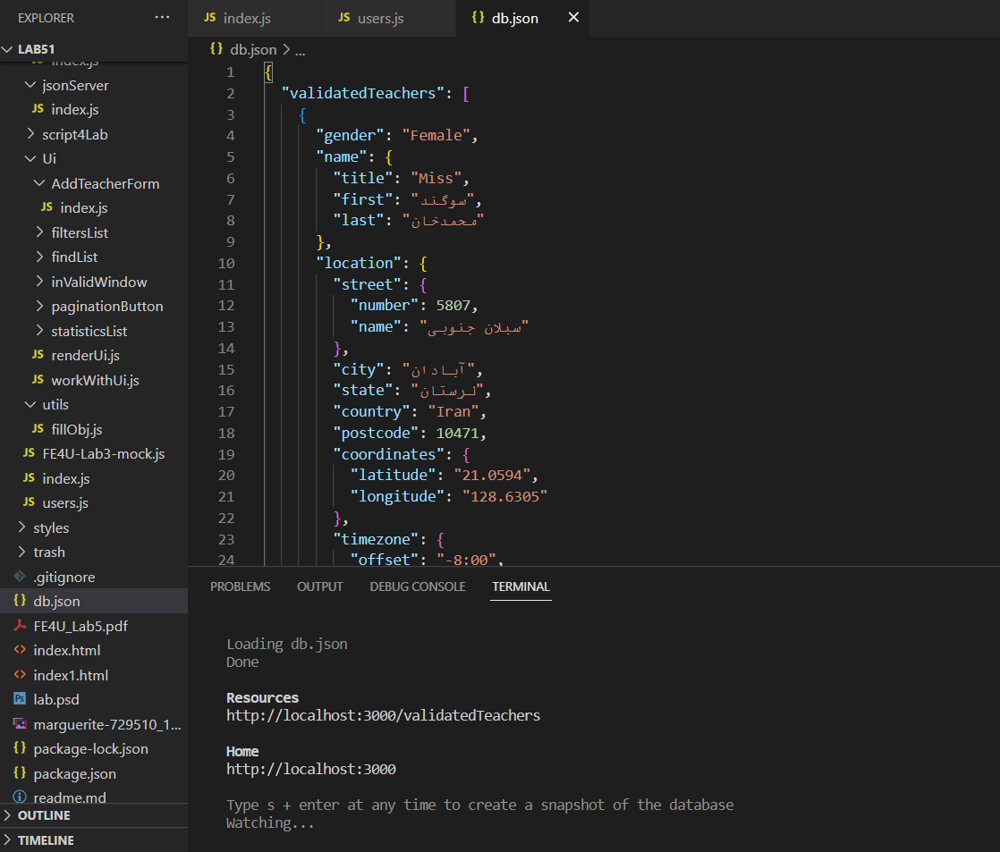 EXPLORER
LAB51
index.js
jsonServer
JS index.js
script4Lab
Ui
AddTeacherForm
JS index.js
filtersList
findList
inValidWindow
paginationButton
statisticsList
JS renderUi.js
JS workWithUi.js
utils
JS fillObj.js
JS FE4U-Lab3-mock.js
JS index.js
JS users.js
styles
trash
.gitignore
{} db.json
FE4U_Lab5.pdf
<> index.html
<> index1.html
Ps lab.psd
marguerite-729510_1...
{} package-lock.json
{} package.json
readme.md
OUTLINE
TIMELINE
JS index.js JS users.js {} db.json
{} db.json > ...
1 {
2 "validatedTeachers": [
3 {
4 "gender": "Female",
5 "name": {
6 "title": "Miss",
7 "first": "سوگند",
8 "last": "محمدخان"
9 },
10 "location": {
11 "street": {
12 "number": 5807,
13 "name": "سبلان جنوبی"
14 },
15 "city": "آبادان",
16 "state": "لرستان",
17 "country": "Iran",
18 "postcode": 10471,
19 "coordinates": {
20 "latitude": "21.0594",
21 "longitude": "128.6305"
22 },
23 "timezone": {
24 "offset": "-8:00",
PROBLEMS OUTPUT DEBUG CONSOLE TERMINAL
Loading db.json
Done
Resources
http://localhost:3000/validatedTeachers
Home
http://localhost:3000
Type s + enter at any time to create a snapshot of the database
Watching...